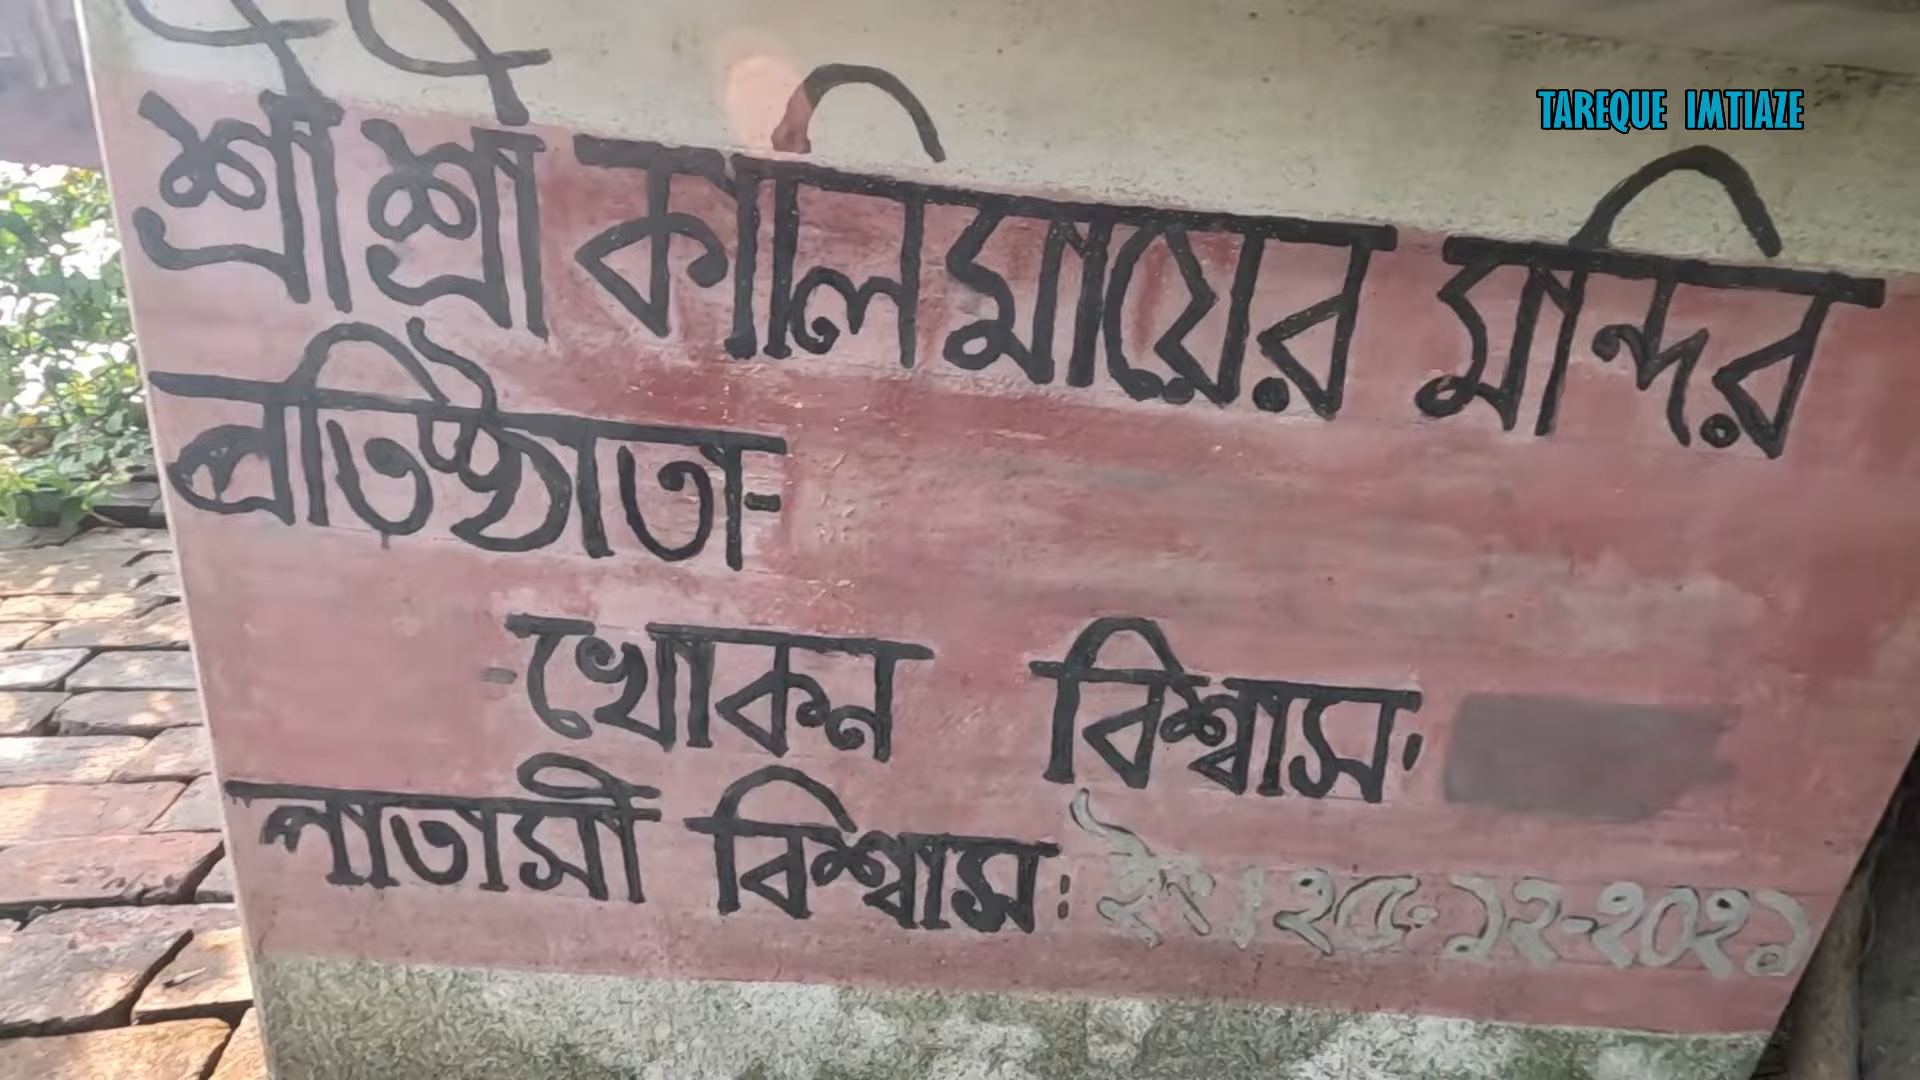 TAREQUE IMTIAZE
শ্রী শ্রী কালি মায়ের মন্দির
প্রতিষ্ঠাতা-
খোকন বিশ্বাস
পাতাসী বিশ্বাস: ইং। ২৫-১২-২০২১